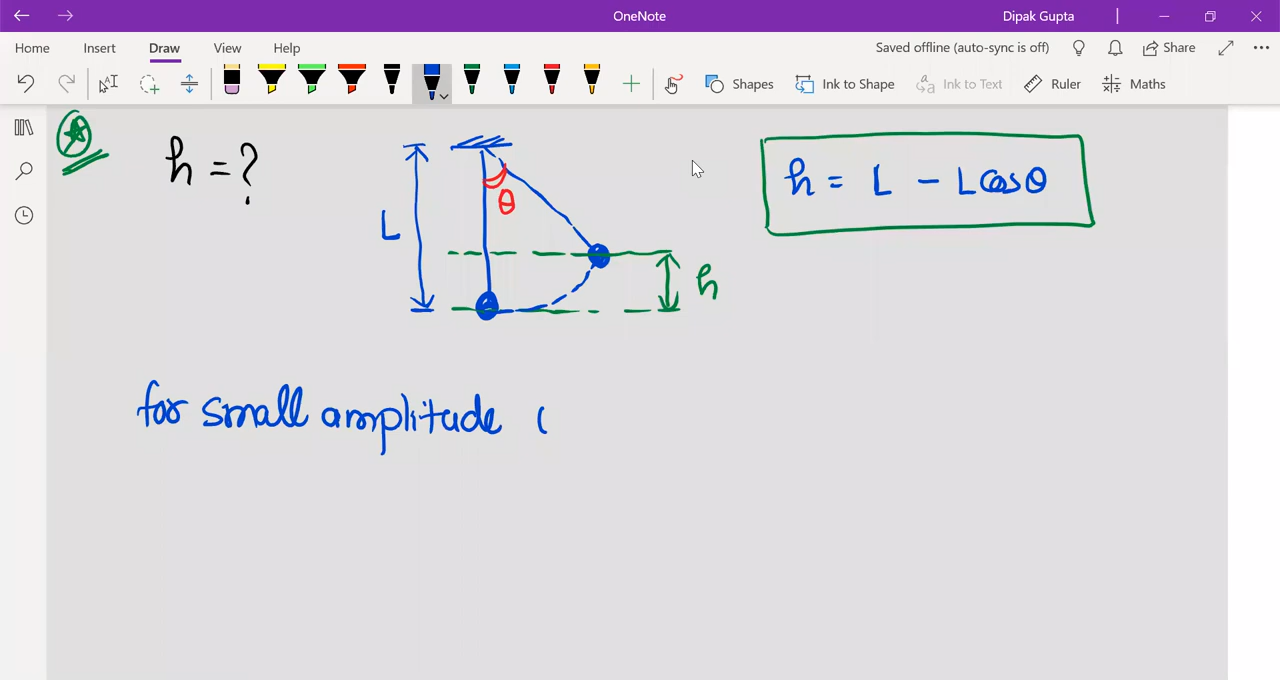 OneNote
Dipak Gupta
Home Insert Draw View Help
Saved offline (auto-sync is off)
Share
Shapes
Ink to Shape
Ink to Text
Ruler
Maths
h = ?
L
θ
h
h = L - L cosθ
for small amplitude (